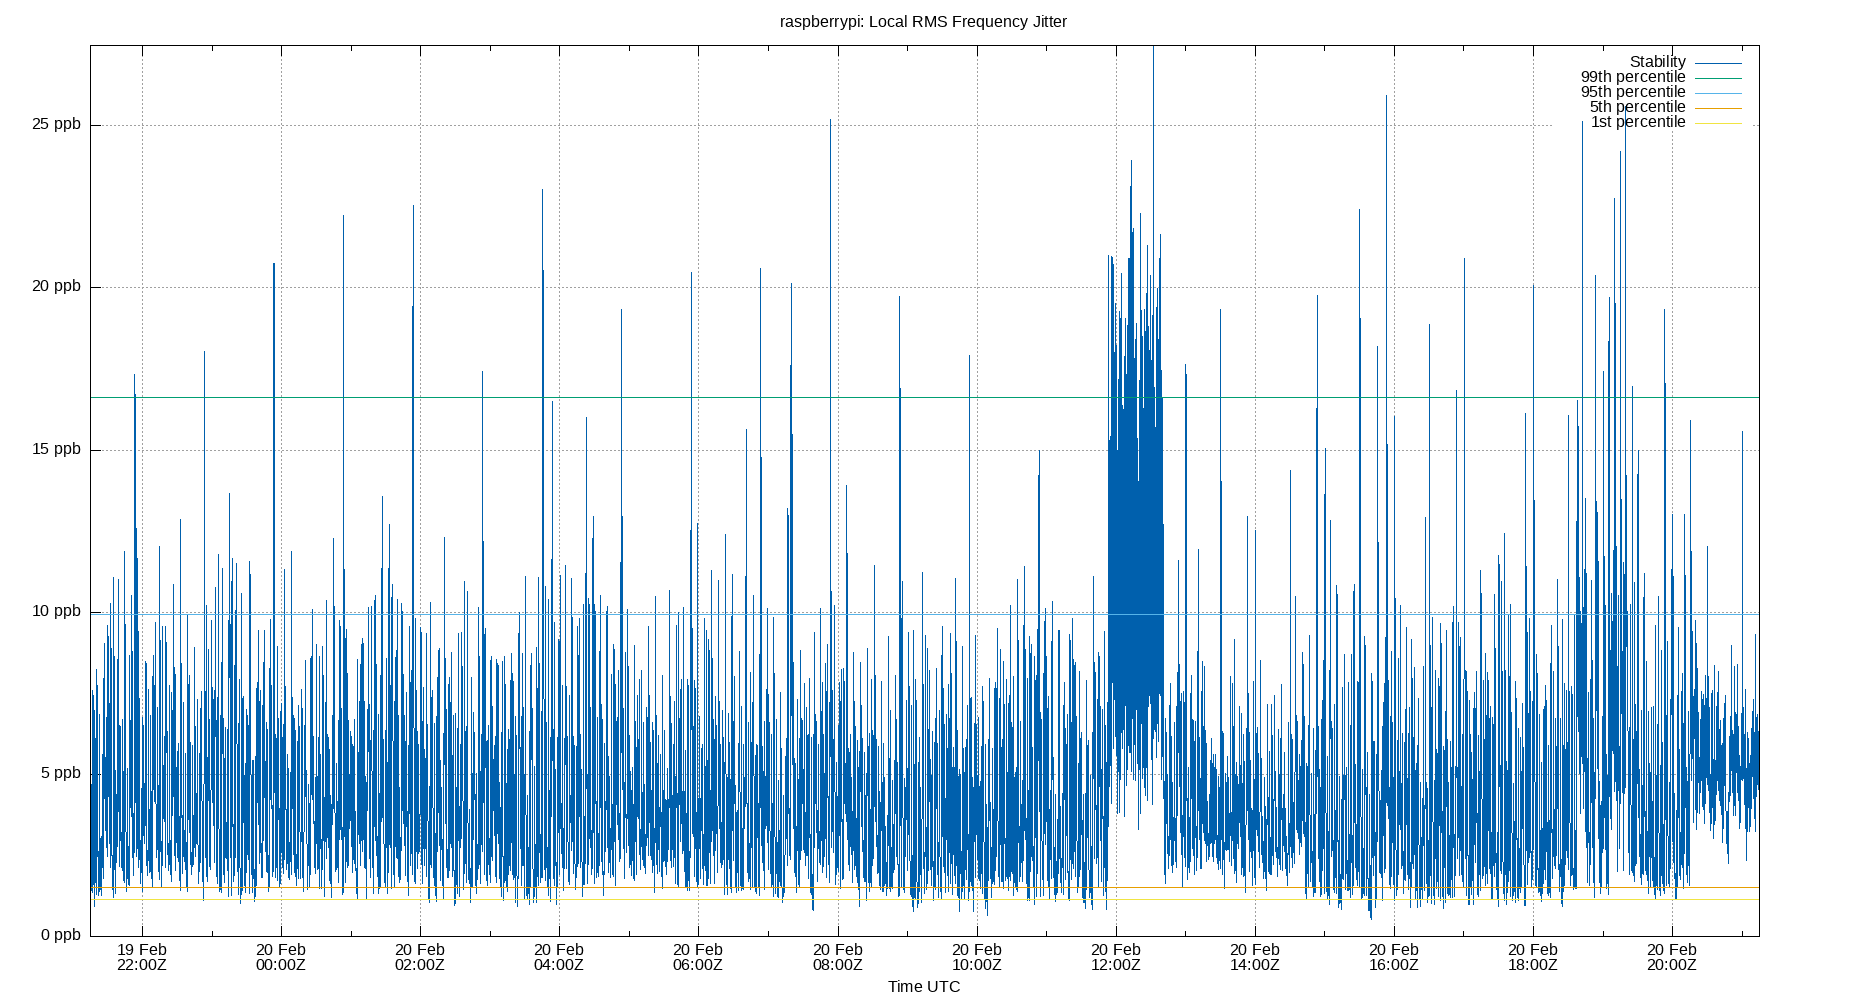 raspberrypi: Local RMS Frequency Jitter
Stability
99th percentile
95th percentile
5th percentile
1st percentile
25 ppb
20 ppb
15 ppb
10 ppb
5 ppb
0 ppb
19 Feb 20 Feb 20 Feb 20 Feb 20 Feb 20 Feb 20 Feb 20 Feb 20 Feb 20 Feb 20 Feb 20 Feb
22:00Z 00:00Z 02:00Z 04:00Z 06:00Z 08:00Z 10:00Z 12:00Z 14:00Z 16:00Z 18:00Z 20:00Z
Time UTC